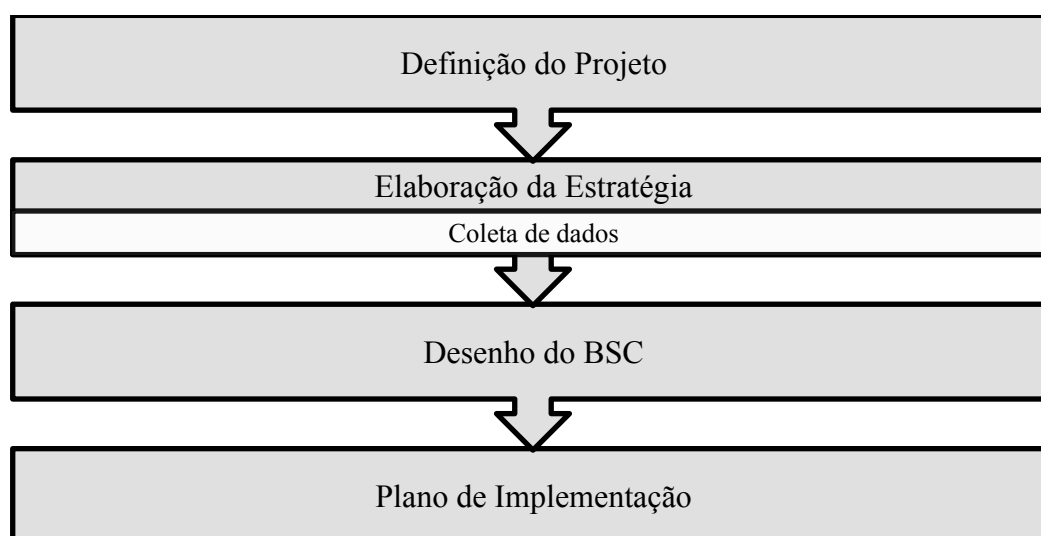 Definição do Projeto
Elaboração da Estratégia
Coleta de dados
Desenho do BSC
Plano de Implementação